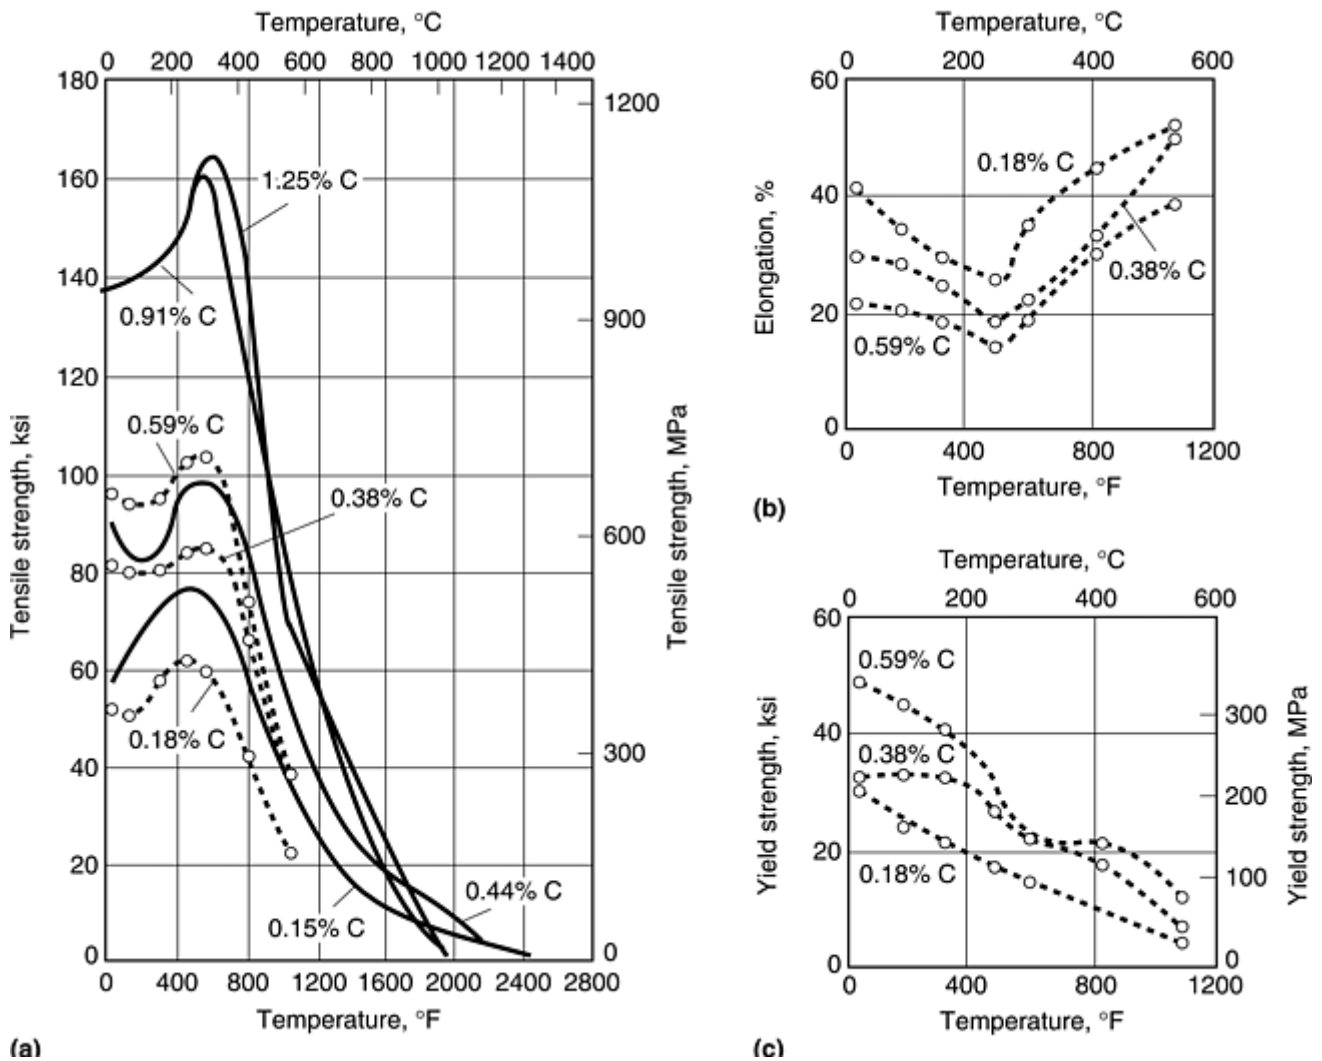 Temperature, °C
0 200 400 600 800 1000 1200 1400
180
160
140
120
100
80
60
40
20
0
Tensile strength, ksi
1200
900
600
300
0
Tensile strength, MPa
1:25% C
0.91% C
0.59% C
0.38% C
0.18% C
0.15% C
0.44% C
0 400 800 1200 1600 2000 2400 2800
Temperature, °F
(a)
Temperature, °C
0 200 400 600
60
40
20
0
Elongation, %
0.18% C
0.38% C
0.59% C
0 400 800 1200
Temperature, °F
(b)
Temperature, °C
0 200 400 600
60
40
20
0
Yield strength, ksi
300
200
100
0
Yield strength, MPa
0.59% C
0.38% C
0.18% C
0 400 800 1200
Temperature, °F
(c)